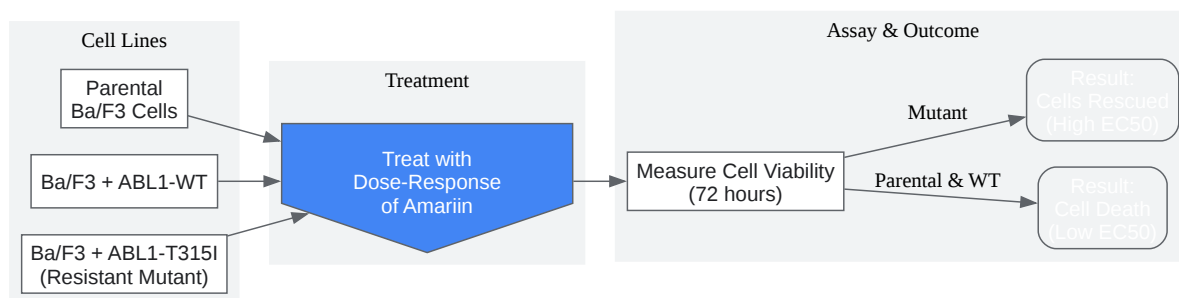 Cell Lines
Parental
Ba/F3 Cells
Ba/F3 + ABL1-WT
Ba/F3 + ABL1-T315I
(Resistant Mutant)
Treatment
Treat with
Dose-Response
of Amariin
Assay & Outcome
Measure Cell Viability
(72 hours)
Mutant
Parental & WT
Result:
Cells Rescued
(High EC50)
Result:
Cell Death
(Low EC50)